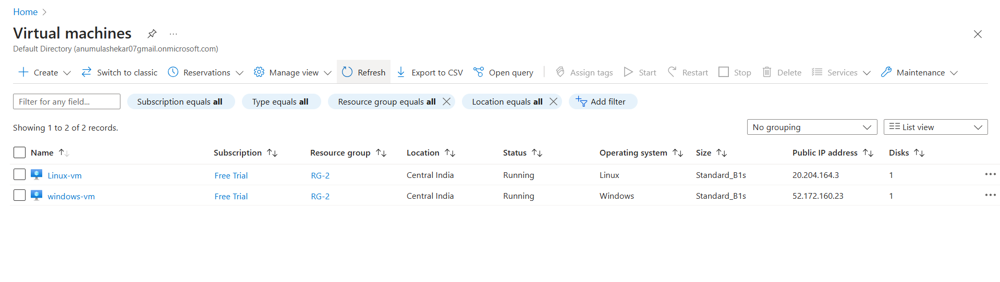 Home
Virtual machines
Default Directory (anumulashekar07gmail.onmicrosoft.com)
Create Switch to classic Reservations Manage view Refresh Export to CSV Open query Assign tags Start Restart Stop Delete Services Maintenance
Filter for any field... Subscription equals all Type equals all Resource group equals all Location equals all Add filter
Showing 1 to 2 of 2 records. No grouping List view
Name Subscription Resource group Location Status Operating system Size Public IP address Disks
Linux-vm Free Trial RG-2 Central India Running Linux Standard_B1s 20.204.164.3 1
windows-vm Free Trial RG-2 Central India Running Windows Standard_B1s 52.172.160.23 1